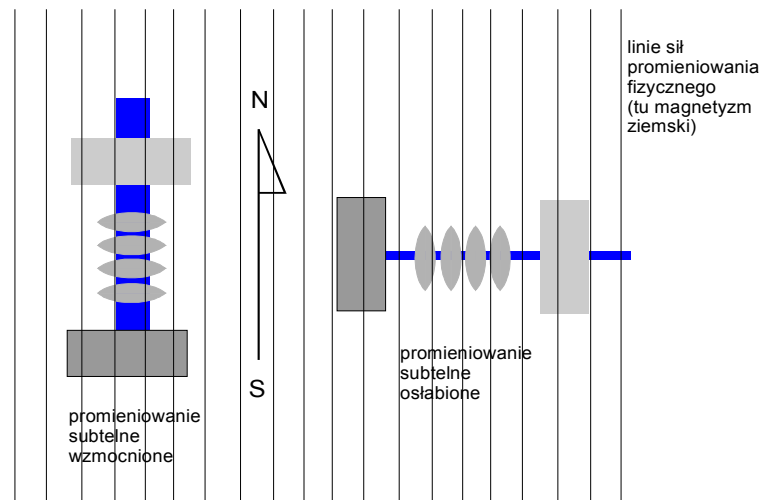 linie sił
promieniowania
fizycznego
(tu magnetyzm
ziemski)
N
S
promieniowanie
subtelne
osłabione
promieniowanie
subtelne
wzmocnione